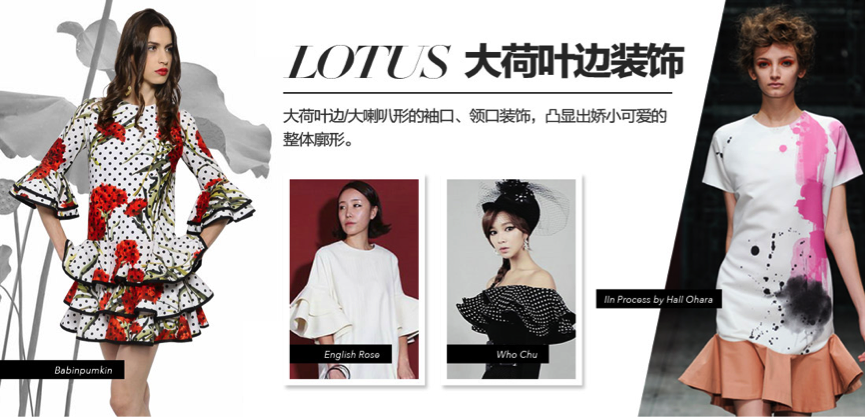 LOTUS 大荷叶边装饰
大荷叶边/大喇叭形的袖口、领口装饰，凸显出娇小可爱的
整体廓形。
IIn Process by Hall Ohara
English Rose
Who Chu
Babinpumkin